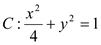 C : x²/4 + y² = 1